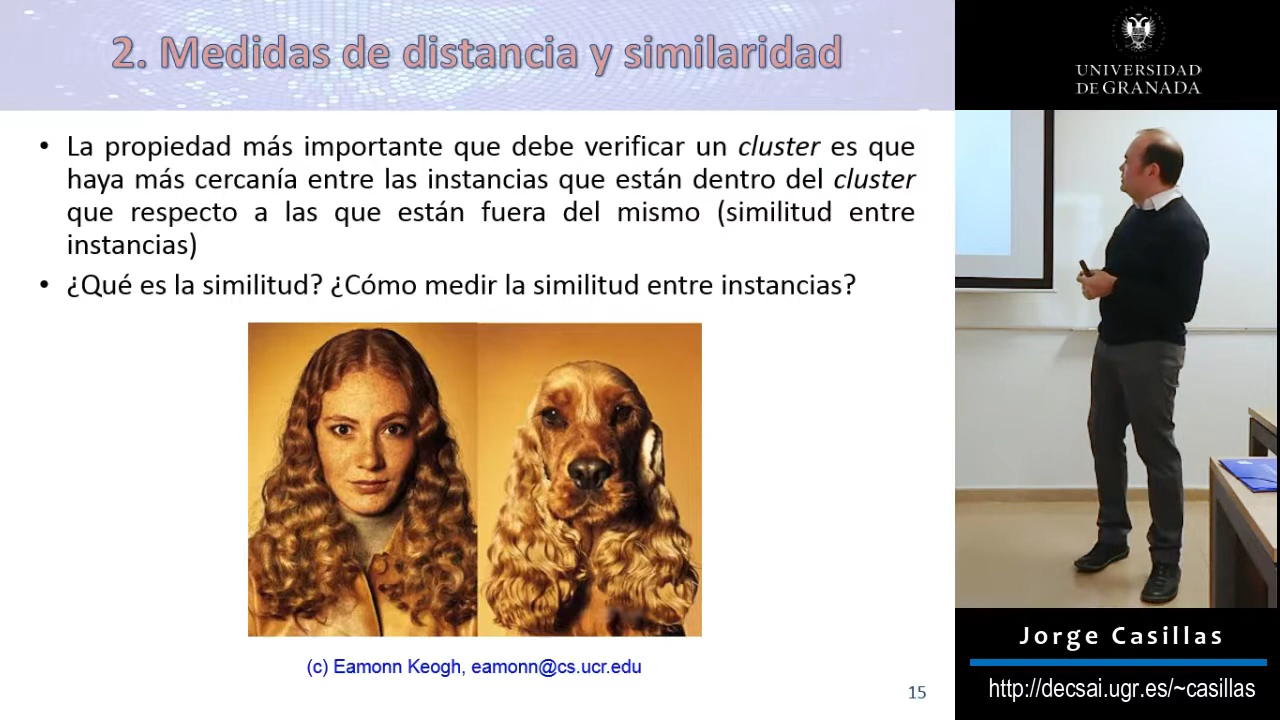 2. Medidas de distancia y similaridad
• La propiedad más importante que debe verificar un cluster es que
haya más cercanía entre las instancias que están dentro del cluster
que respecto a las que están fuera del mismo (similitud entre
instancias)
• ¿Qué es la similitud? ¿Cómo medir la similitud entre instancias?
(c) Eamonn Keogh, eamonn@cs.ucr.edu
15
UNIVERSIDAD
DE GRANADA
Jorge Casillas
http://decsai.ugr.es/~casillas